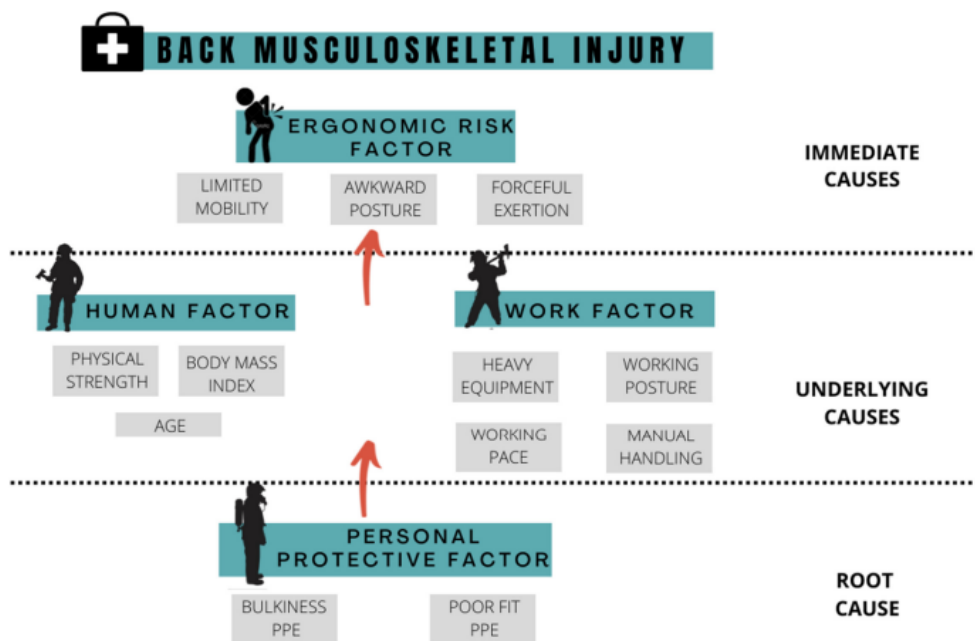 BACK MUSCULOSKELETAL INJURY
ERGONOMIC RISK
FACTOR
LIMITED
MOBILITY
AWKWARD
POSTURE
FORCEFUL
EXERTION
IMMEDIATE
CAUSES
HUMAN FACTOR
PHYSICAL
STRENGTH
BODY MASS
INDEX
AGE
WORK FACTOR
HEAVY
EQUIPMENT
WORKING
POSTURE
WORKING
PACE
MANUAL
HANDLING
UNDERLYING
CAUSES
PERSONAL
PROTECTIVE FACTOR
BULKINESS
PPE
POOR FIT
PPE
ROOT
CAUSE